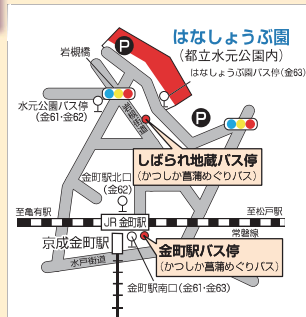 はなしょうぶ園
(都立水元公園内)
はなしょうぶ園バス停(金63)
岩槻橋
P
水元公園バス停
(金61・金62)
岩槻街道
P
しばられ地蔵バス停
(かつしか菖蒲めぐりバス)
金町駅北口
(金62)
至亀有駅
至松戸駅
JR 金町駅
常磐線
京成金町駅
金町駅バス停
(かつしか菖蒲めぐりバス)
水戸街道
金町駅南口(金61・金63)